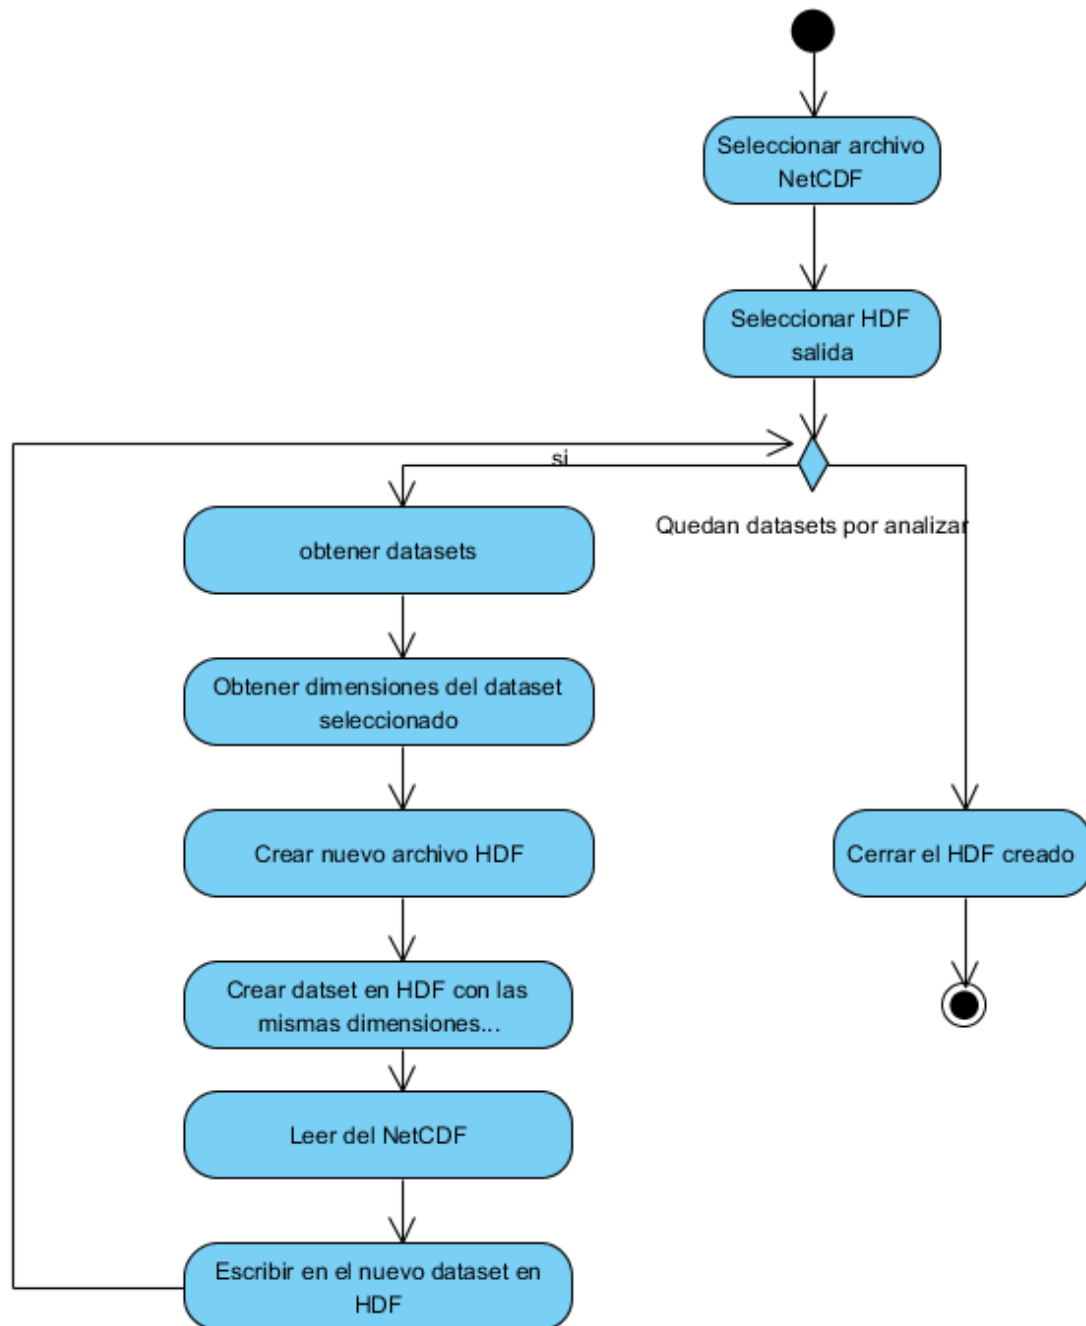 Seleccionar archivo
NetCDF
Seleccionar HDF
salida
si
Quedan datasets por analizar
obtener datasets
Obtener dimensiones del dataset
seleccionado
Crear nuevo archivo HDF
Cerrar el HDF creado
Crear datset en HDF con las
mismas dimensiones...
Leer del NetCDF
Escribir en el nuevo dataset en
HDF